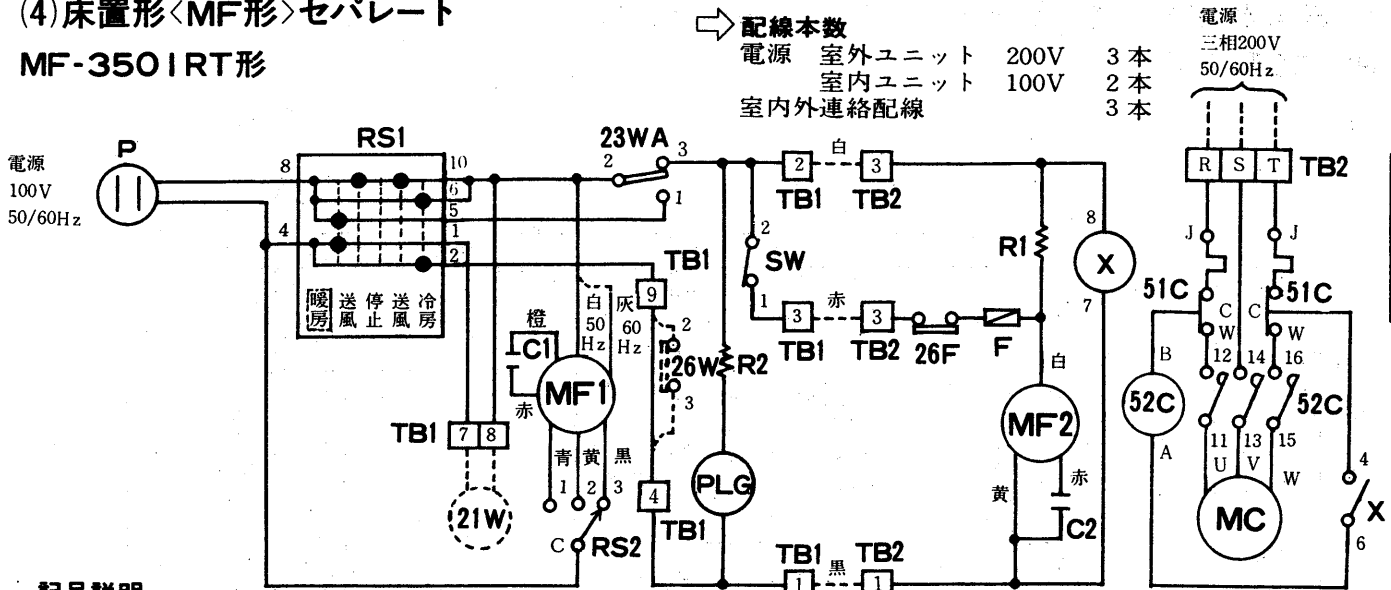 (4)床置形<MF形>セパレート
MF-3501RT形
⇨配線本数
電源 室外ユニット 200V 3本
室内ユニット 100V 2本
室内外連絡配線 3本
電源
三相200V
50/60Hz
電源
100V
50/60Hz
P
RS1
8
4
10
6
5
1
2
暖房
送風
停止
送風
冷房
23WA
2
3
1
2
白
3
TB1
TB2
2
SW
1
3
赤
3
TB1
TB2
26F
F
R1
8
X
7
R S T
TB2
J
J
51C
51C
C
C
W
W
B
52C
A
12
14
16
52C
11
13
15
U
V
W
MC
4
X
6
TB1
9
2
26W
3
4
TB1
R2
PLG
橙
C1
赤
白
50
Hz
灰
60
Hz
MF1
青
黄
黒
1
2
3
C
RS2
TB1
7 8
21W
白
MF2
黄
赤
C2
TB1
TB2
1
黒
1